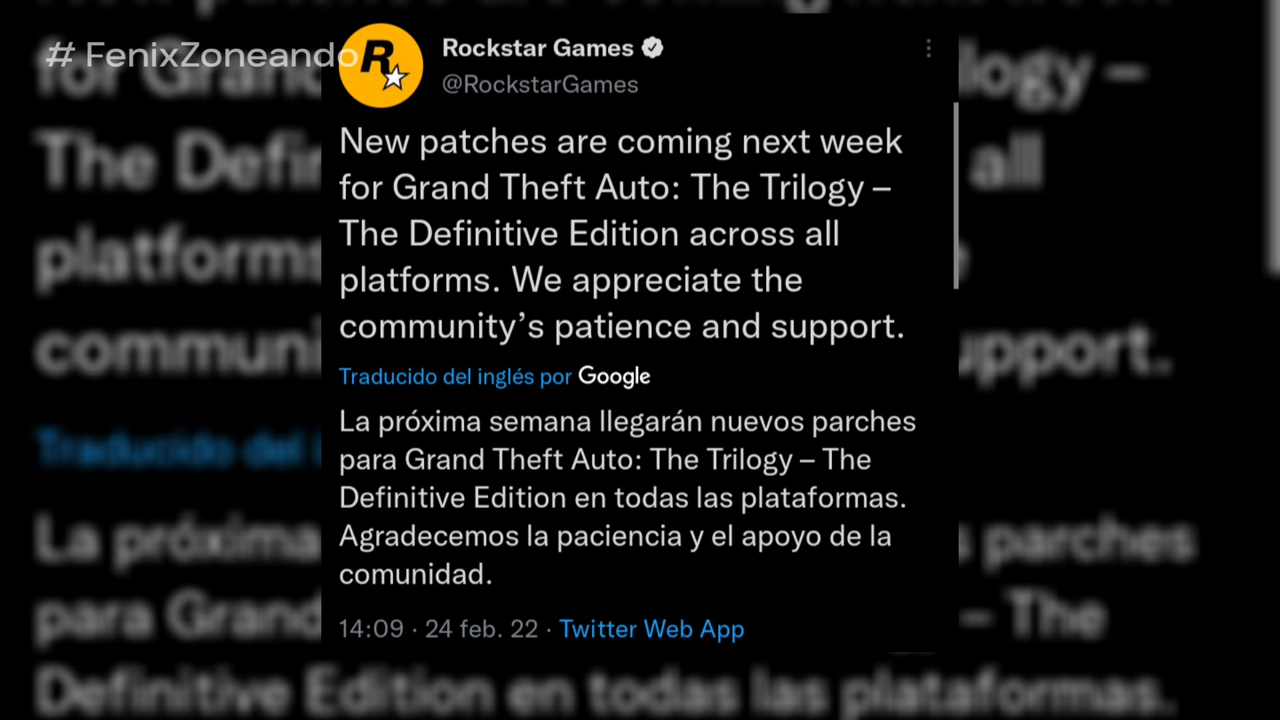 # FenixZoneando
Rockstar Games
@RockstarGames
New patches are coming next week
for Grand Theft Auto: The Trilogy –
The Definitive Edition across all
platforms. We appreciate the
community’s patience and support.
Traducido del inglés por Google
La próxima semana llegarán nuevos parches
para Grand Theft Auto: The Trilogy – The
Definitive Edition en todas las plataformas.
Agradecemos la paciencia y el apoyo de la
comunidad.
14:09 · 24 feb. 22 · Twitter Web App